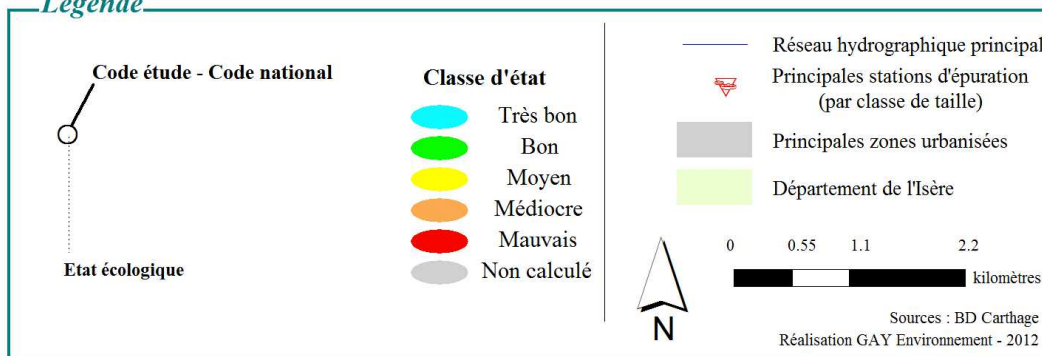 Légende
Code étude - Code national
Etat écologique
Classe d'état
Très bon
Bon
Moyen
Médiocre
Mauvais
Non calculé
Réseau hydrographique principal
Principales stations d'épuration
(par classe de taille)
Principales zones urbanisées
Département de l'Isère
0 0.55 1.1 2.2
kilomètres
N
Sources : BD Carthage
Réalisation GAY Environnement - 2012